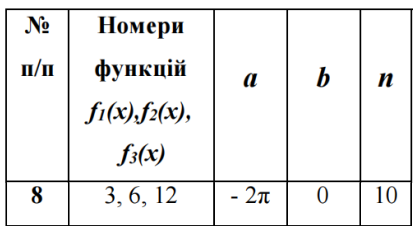 №
п/п
Номери
функцій
f1(x),f2(x),
f3(x)
a
b
n
8
3, 6, 12
- 2π
0
10